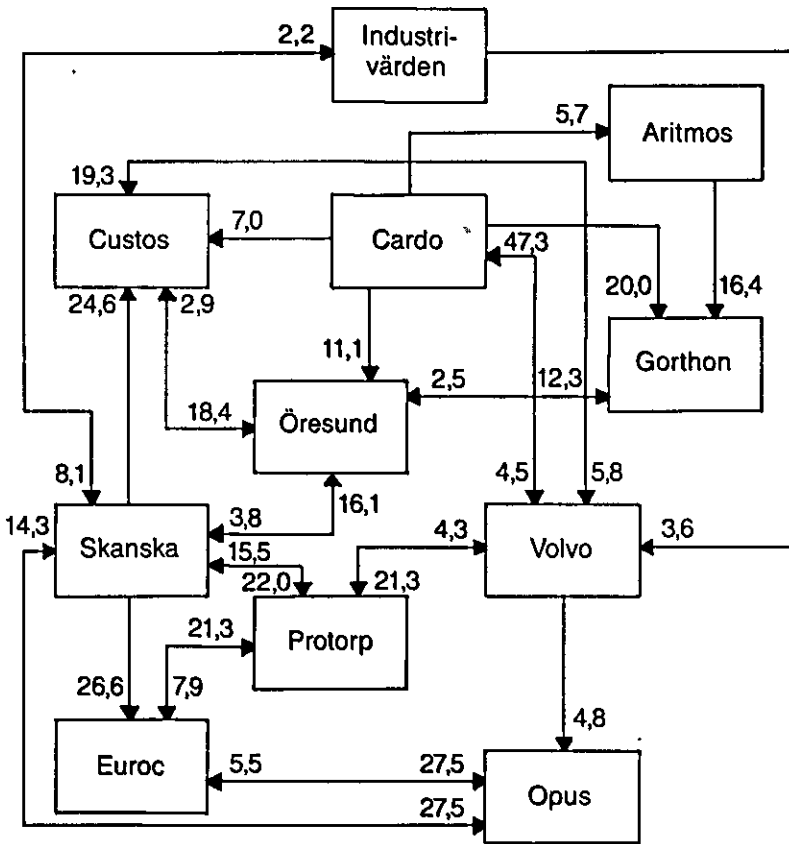 2,2
Industri-
värden
5,7
Aritmos
19,3
Custos
7,0
Cardo
47,3
24,6
2,9
20,0
16,4
11,1
Gorthon
2,5
12,3
18,4
Öresund
8,1
16,1
4,5
5,8
14,3
Skanska
3,8
15,5
4,3
Volvo
3,6
22,0
21,3
21,3
Protorp
26,6
7,9
4,8
Euroc
5,5
27,5
Opus
27,5